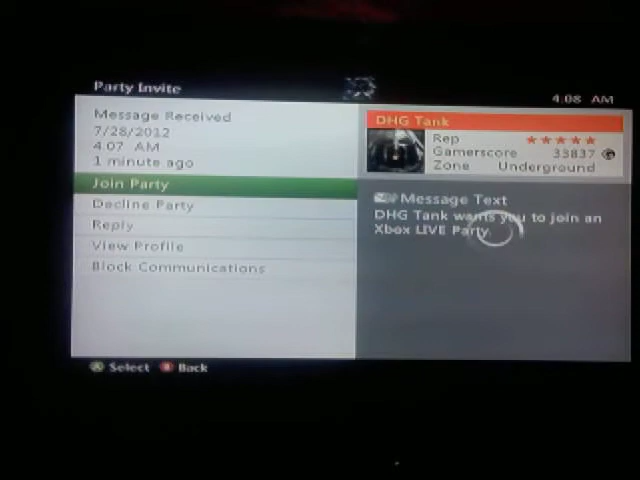 Party Invite
4:08 AM
Message Received
7/28/2012
4:07 AM
1 minute ago
Join Party
Decline Party
Reply
View Profile
Block Communications
DHG Tank
Rep
Gamerscore 33837 G
Zone Underground
Message Text
DHG Tank wants you to join an
Xbox LIVE Party.
A Select B Back